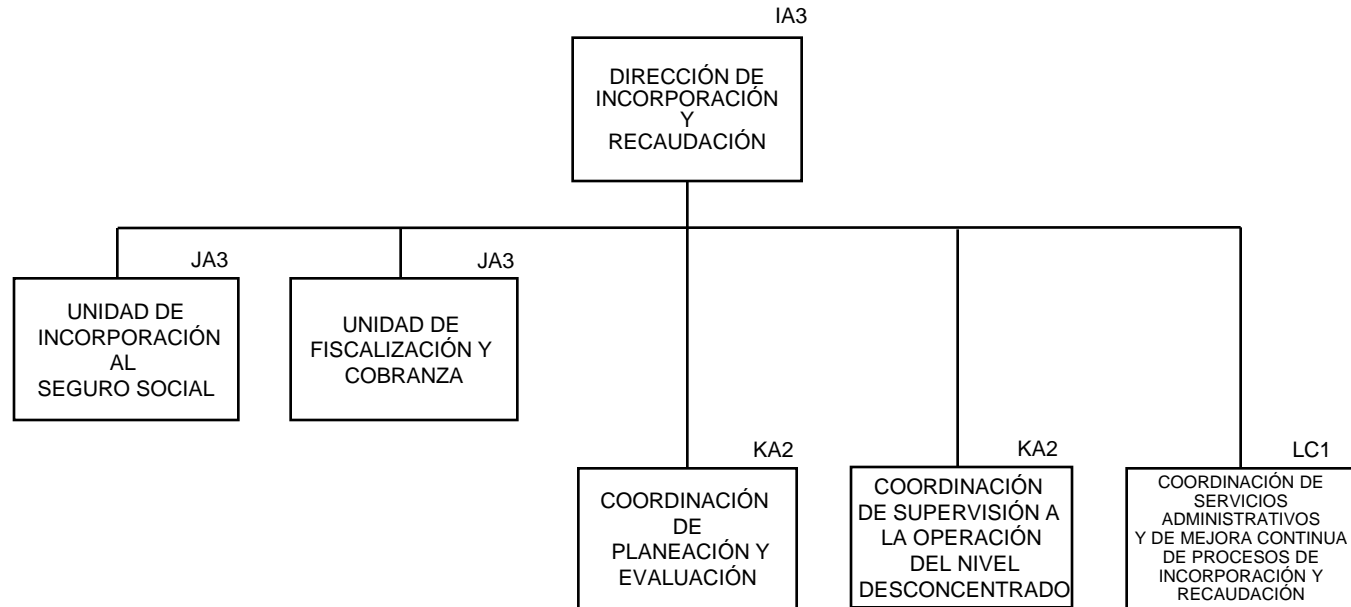 IA3
DIRECCIÓN DE
INCORPORACIÓN
Y
RECAUDACIÓN
JA3
UNIDAD DE
INCORPORACIÓN
AL
SEGURO SOCIAL
JA3
UNIDAD DE
FISCALIZACIÓN Y
COBRANZA
KA2
COORDINACIÓN
DE
PLANEACIÓN Y
EVALUACIÓN
KA2
COORDINACIÓN
DE SUPERVISIÓN A
LA OPERACIÓN
DEL NIVEL
DESCONCENTRADO
LC1
COORDINACIÓN DE
SERVICIOS
ADMINISTRATIVOS
Y DE MEJORA CONTINUA
DE PROCESOS DE
INCORPORACIÓN Y
RECAUDACIÓN